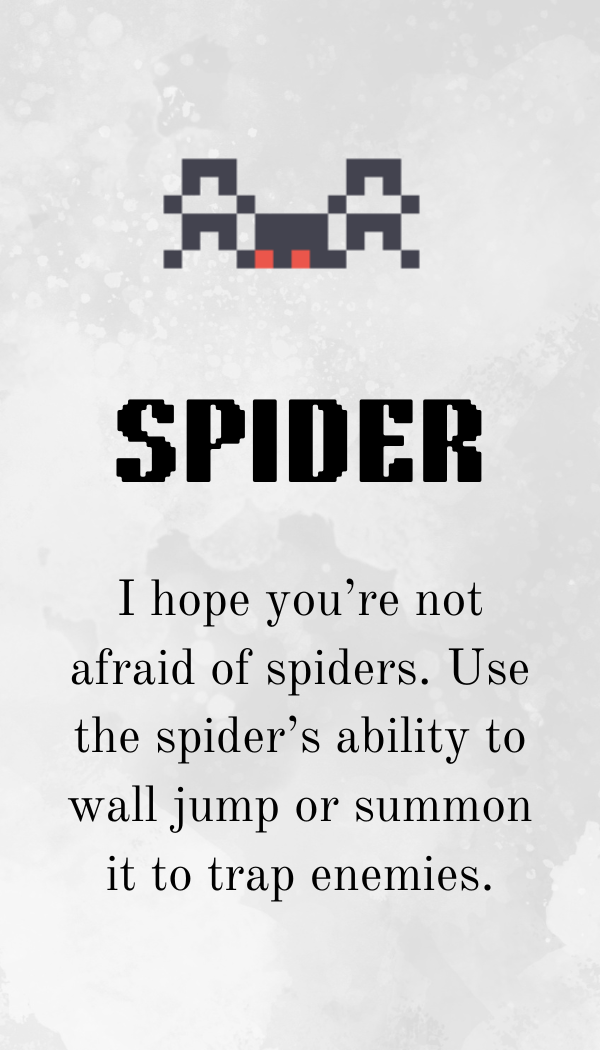 SPIDER
I hope you’re not
afraid of spiders. Use
the spider’s ability to
wall jump or summon
it to trap enemies.